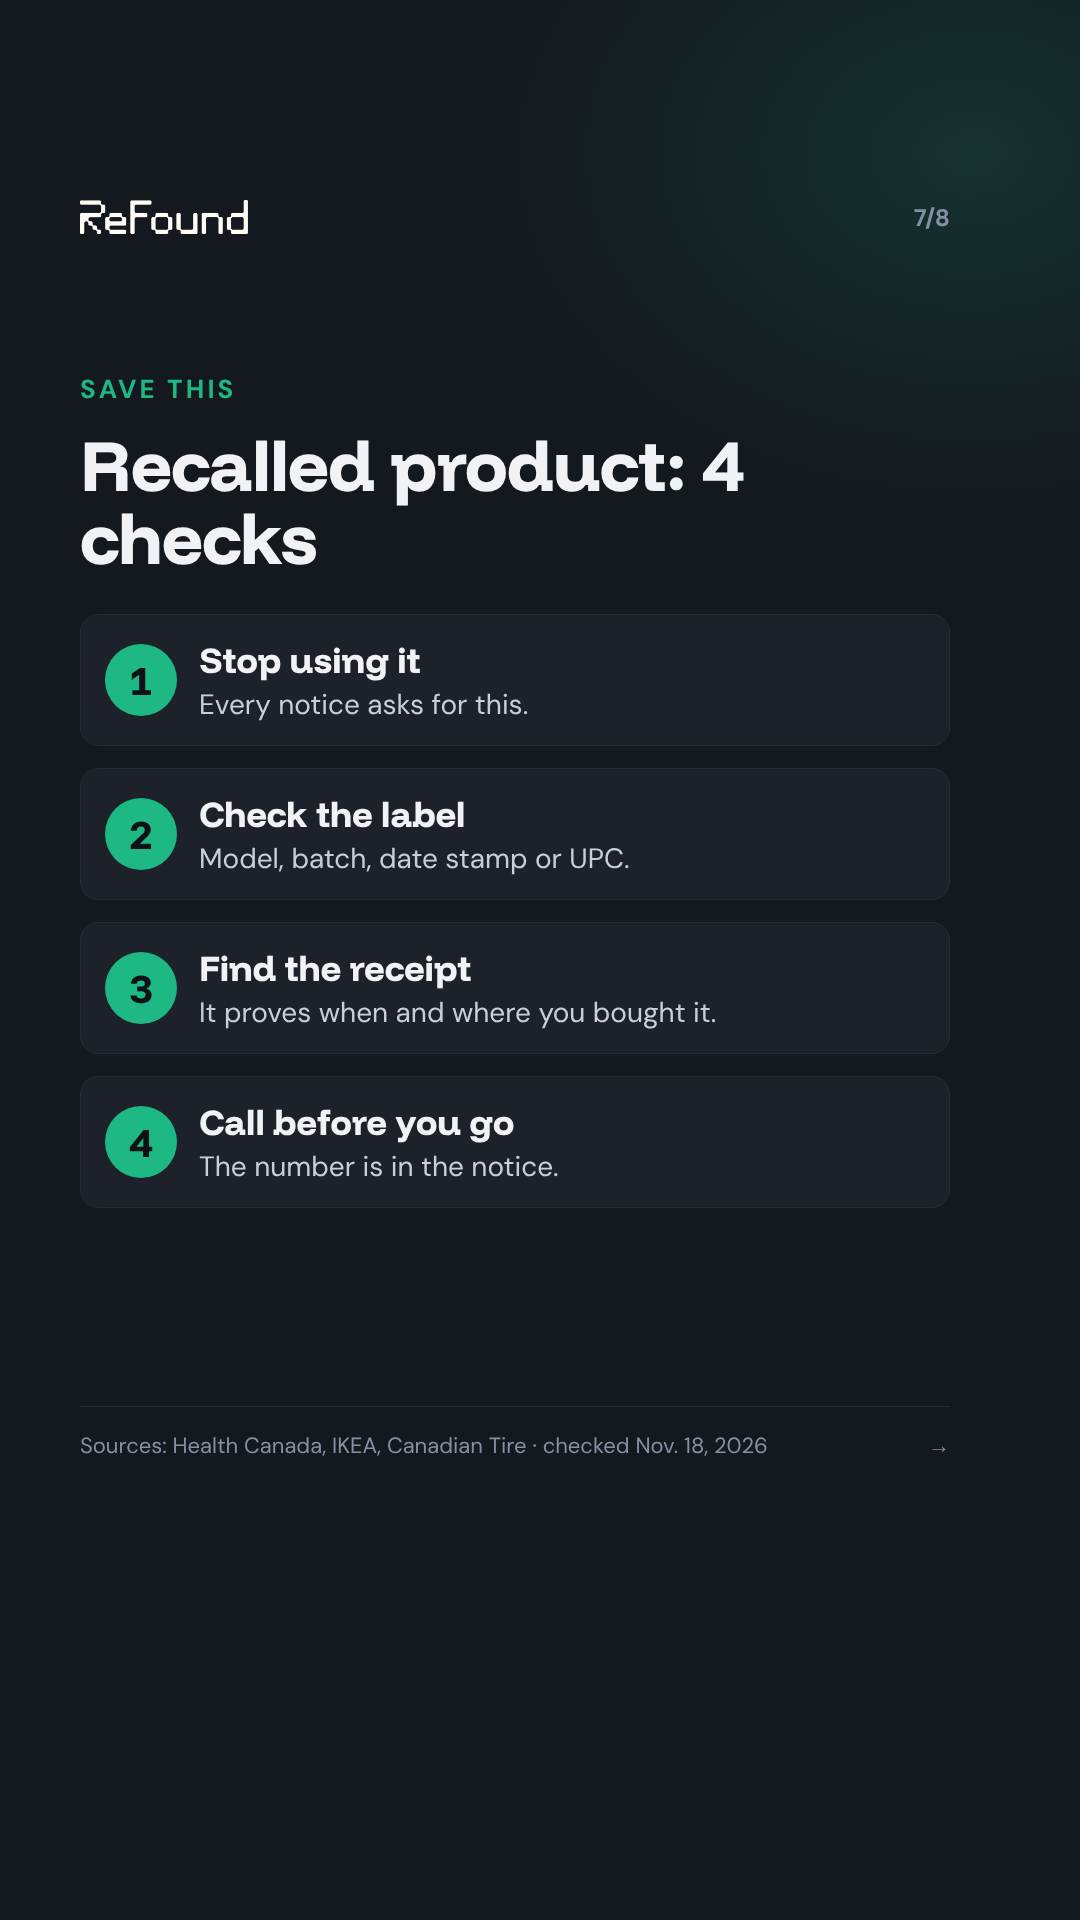 ReFound
7/8
SAVE THIS
Recalled product: 4
checks
1
Stop using it
Every notice asks for this.
2
Check the label
Model, batch, date stamp or UPC.
3
Find the receipt
It proves when and where you bought it.
4
Call before you go
The number is in the notice.
Sources: Health Canada, IKEA, Canadian Tire · checked Nov. 18, 2026 →